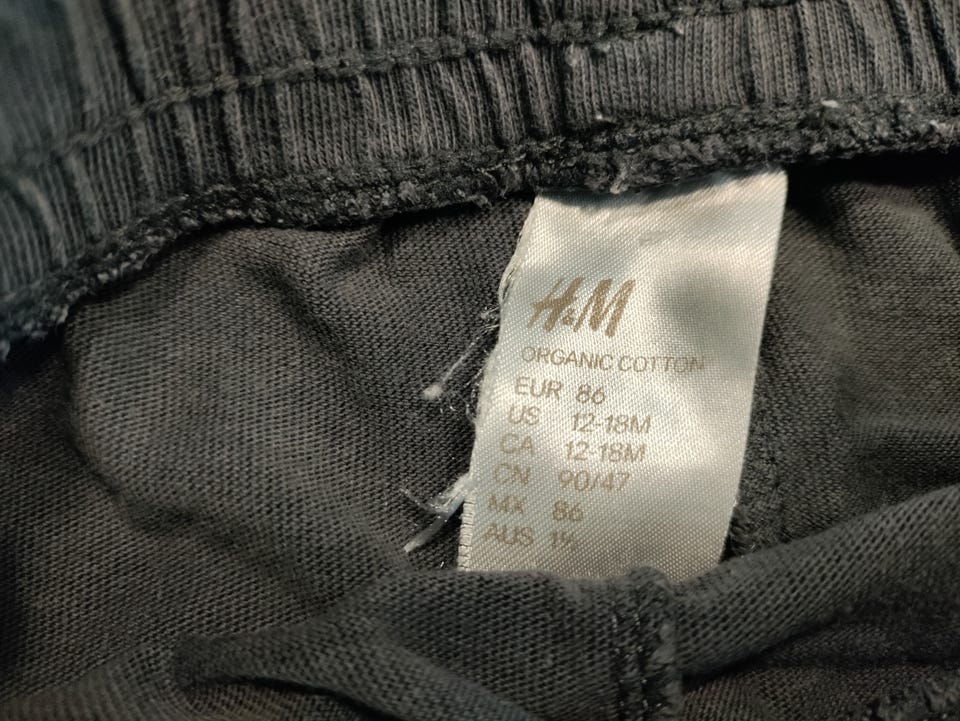 H&M
ORGANIC COTTON
EUR 86
US 12-18M
CA 12-18M
CN 90/47
MX 86
AUS 1½